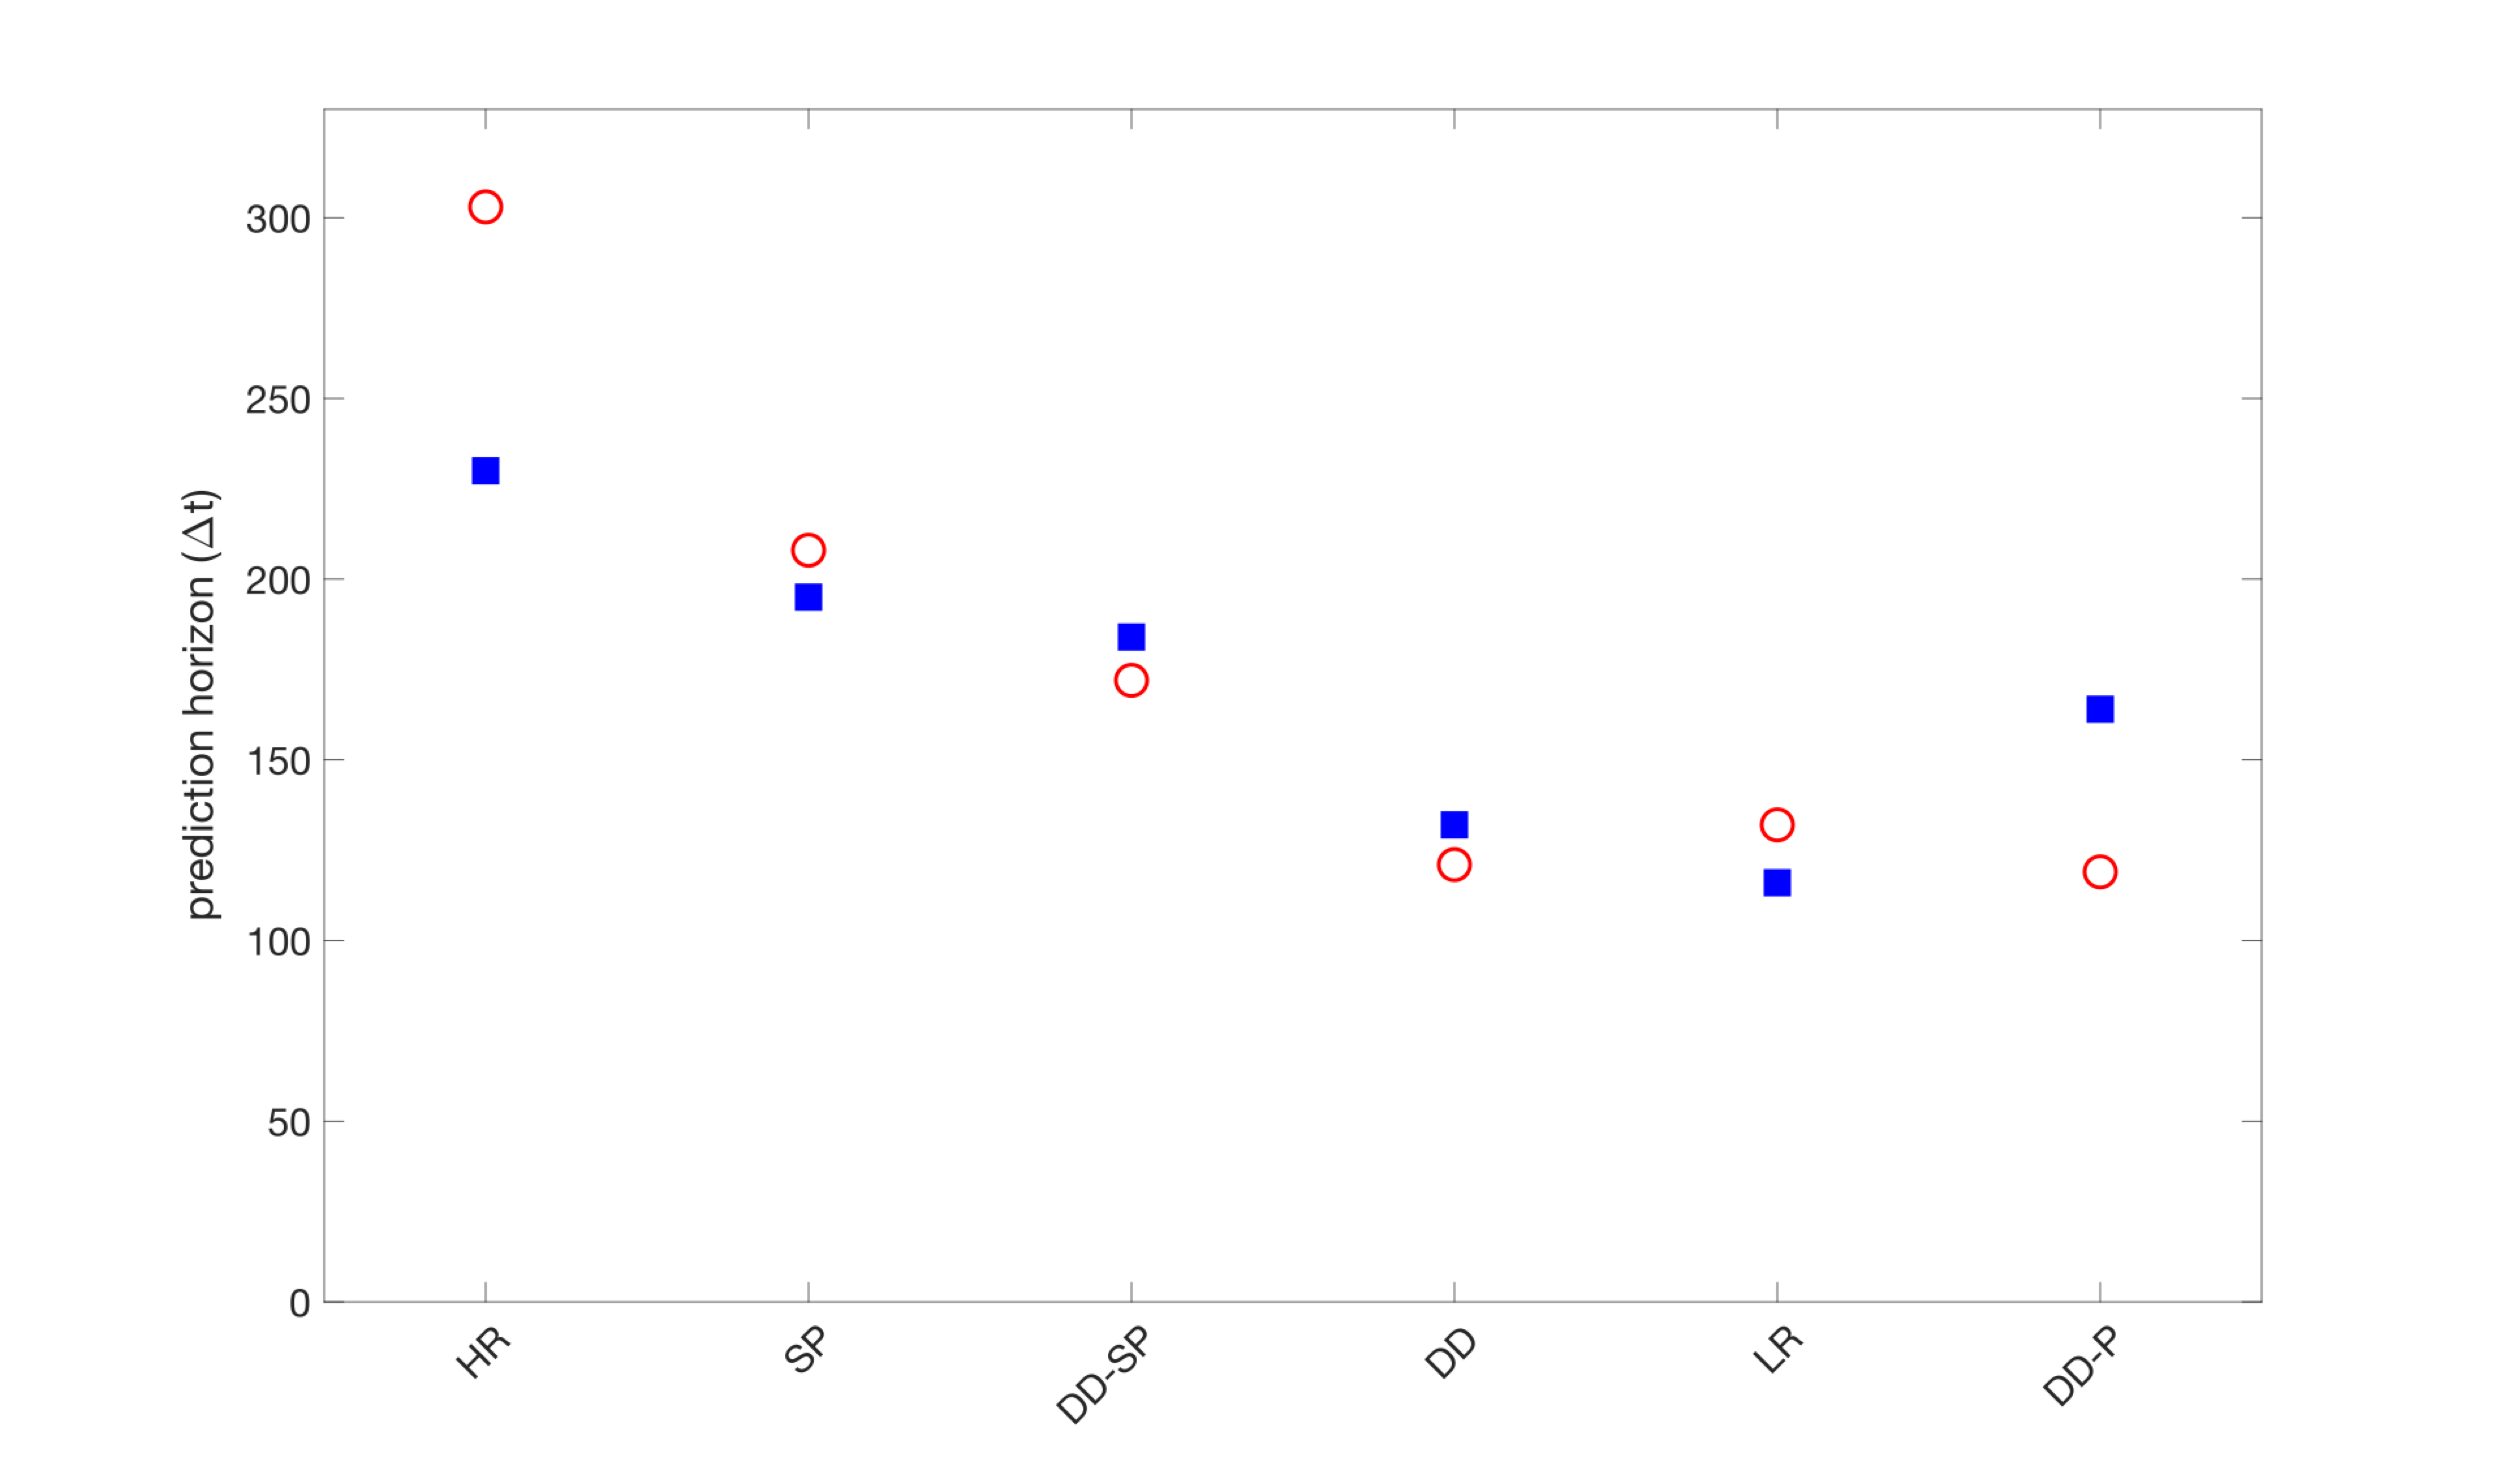 prediction horizon (Δt)
300
250
200
150
100
50
0
HR
SP
DD-SP
DD
LR
DD-P